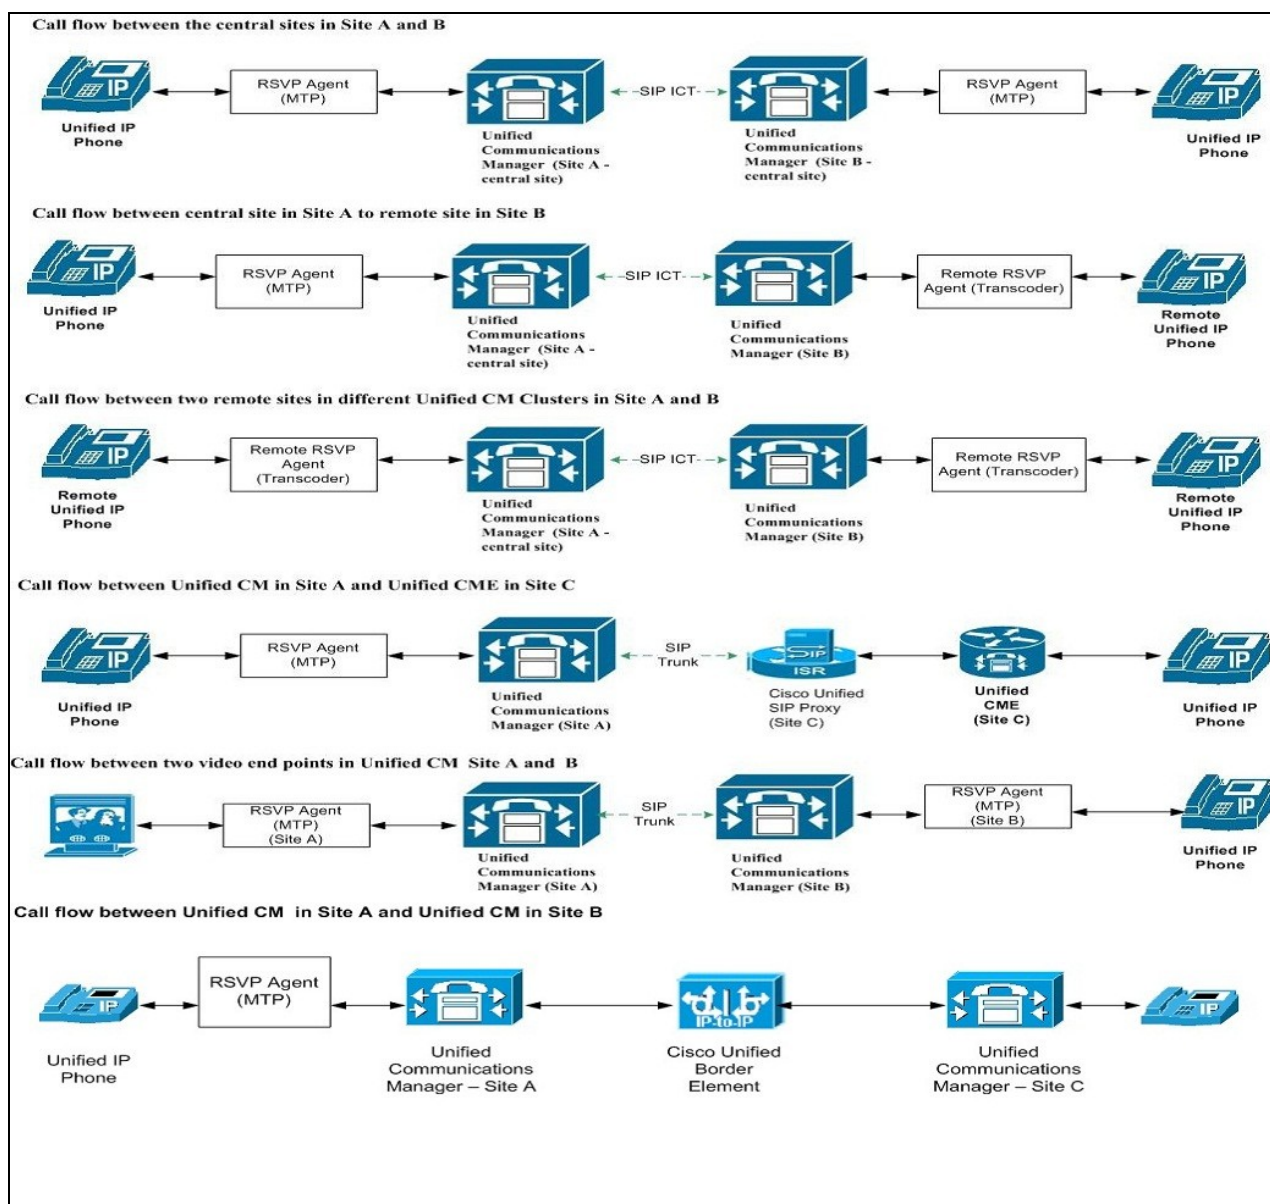 Call flow between the central sites in Site A and B
IP
RSVP Agent
(MTP)
SIP ICT
RSVP Agent
(MTP)
IP
Unified IP
Phone
Unified
Communications
Manager (Site A -
central site)
Unified
Communications
Manager (Site B -
central site)
Unified IP
Phone
Call flow between central site in Site A to remote site in Site B
IP
RSVP Agent
(MTP)
SIP ICT
Remote RSVP
Agent (Transcoder)
IP
Unified IP
Phone
Unified
Communications
Manager (Site A -
central site)
Unified
Communications
Manager (Site B)
Remote
Unified IP
Phone
Call flow between two remote sites in different Unified CM Clusters in Site A and B
IP
Remote RSVP
Agent
(Transcoder)
SIP ICT
Remote RSVP
Agent (Transcoder)
IP
Remote
Unified IP
Phone
Unified
Communications
Manager (Site A -
central site)
Unified
Communications
Manager (Site B)
Remote
Unified IP
Phone
Call flow between Unified CM in Site A and Unified CME in Site C
IP
RSVP Agent
(MTP)
SIP
Trunk
SIP
ISR
IP
Unified IP
Phone
Unified
Communications
Manager (Site A)
Cisco Unified
SIP Proxy
(Site C)
Unified
CME
(Site C)
Unified IP
Phone
Call flow between two video end points in Unified CM Site A and B
RSVP Agent
(MTP)
(Site A)
SIP
Trunk
RSVP Agent
(MTP)
(Site B)
IP
Unified
Communications
Manager (Site A)
Unified
Communications
Manager (Site B)
Unified IP
Phone
Call flow between Unified CM in Site A and Unified CM in Site B
IP
RSVP Agent
(MTP)
IP-to-IP
IP
Unified IP
Phone
Unified
Communications
Manager – Site A
Cisco Unified
Border
Element
Unified
Communications
Manager – Site C